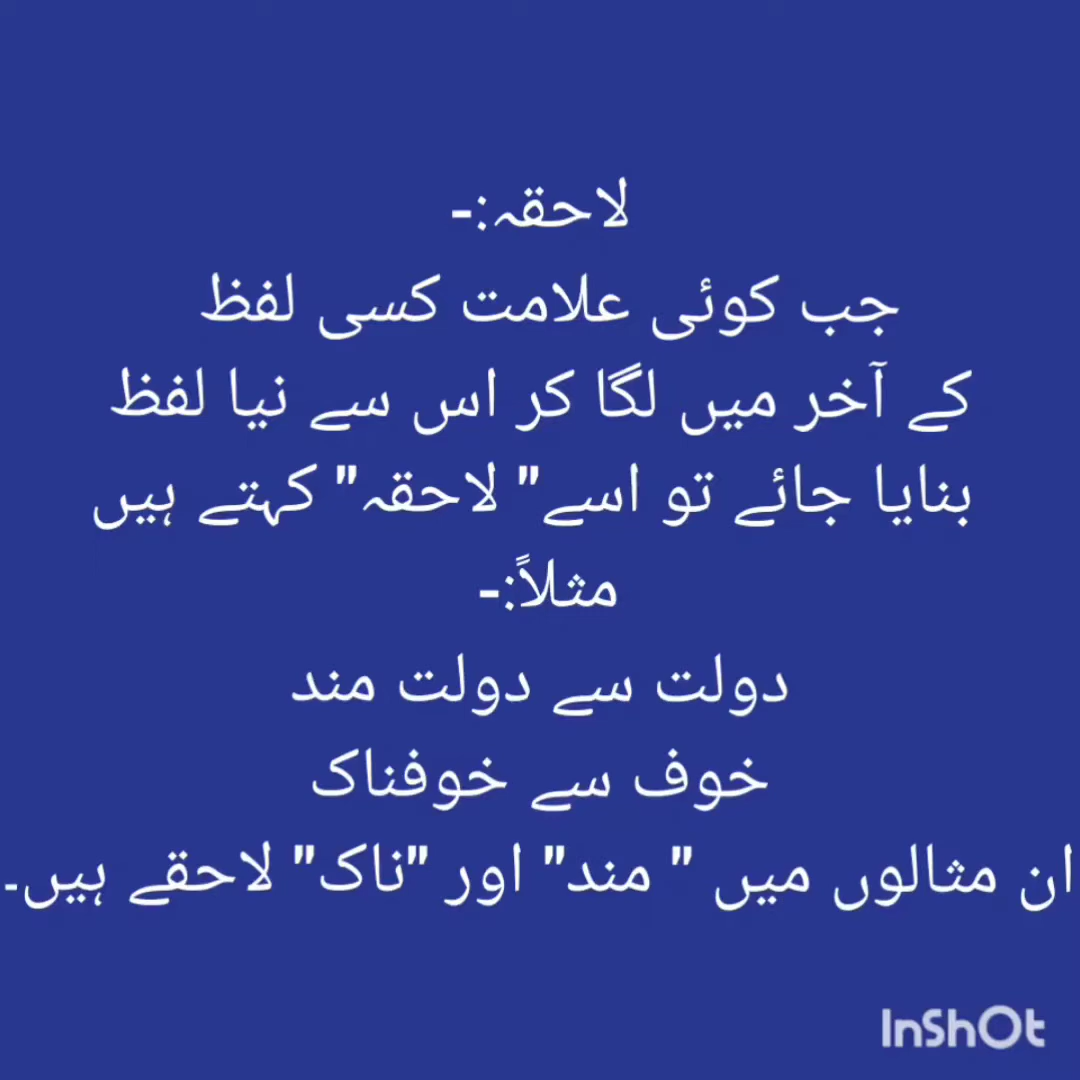 لاحقہ:-
جب کوئی علامت کسی لفظ
کے آخر میں لگا کر اس سے نیا لفظ
بنایا جائے تو اسے" لاحقہ" کہتے ہیں
مثلاً:-
دولت سے دولت مند
خوف سے خوفناک
ان مثالوں میں " مند" اور "ناک" لاحقے ہیں۔
InShOt